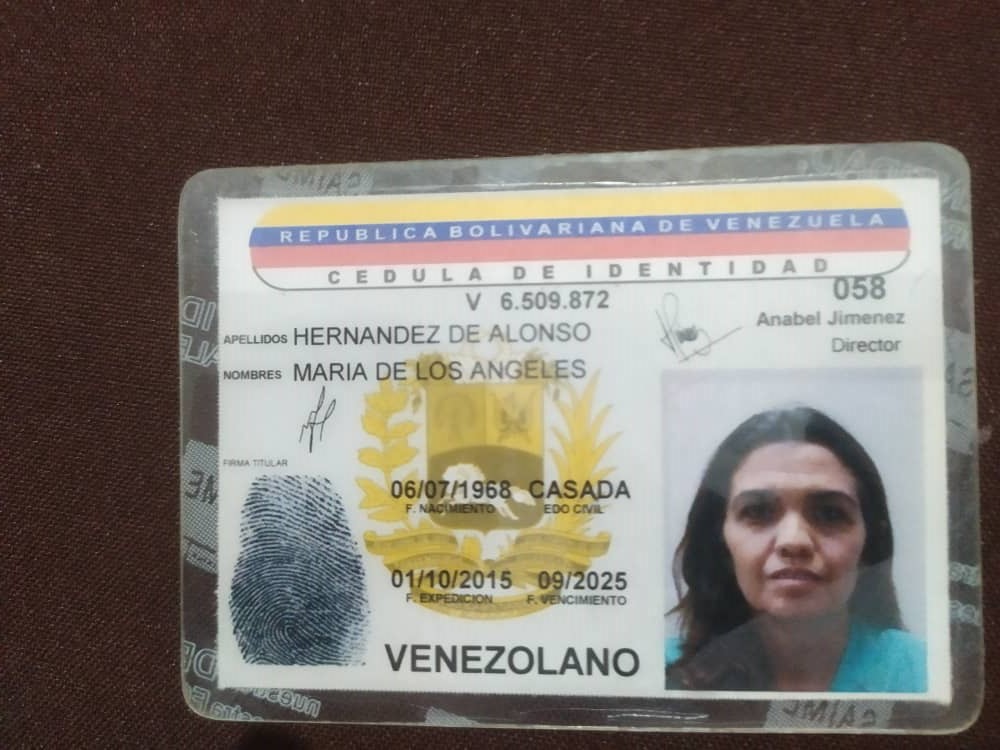 REPUBLICA BOLIVARIANA DE VENEZUELA
CEDULA DE IDENTIDAD
V 6.509.872
058
Anabel Jimenez
Director
APELLIDOS HERNANDEZ DE ALONSO
NOMBRES MARIA DE LOS ANGELES
FIRMA TITULAR
06/07/1968 CASADA
F. NACIMIENTO EDO CIVIL
01/10/2015 09/2025
F. EXPEDICION F. VENCIMIENTO
VENEZOLANO